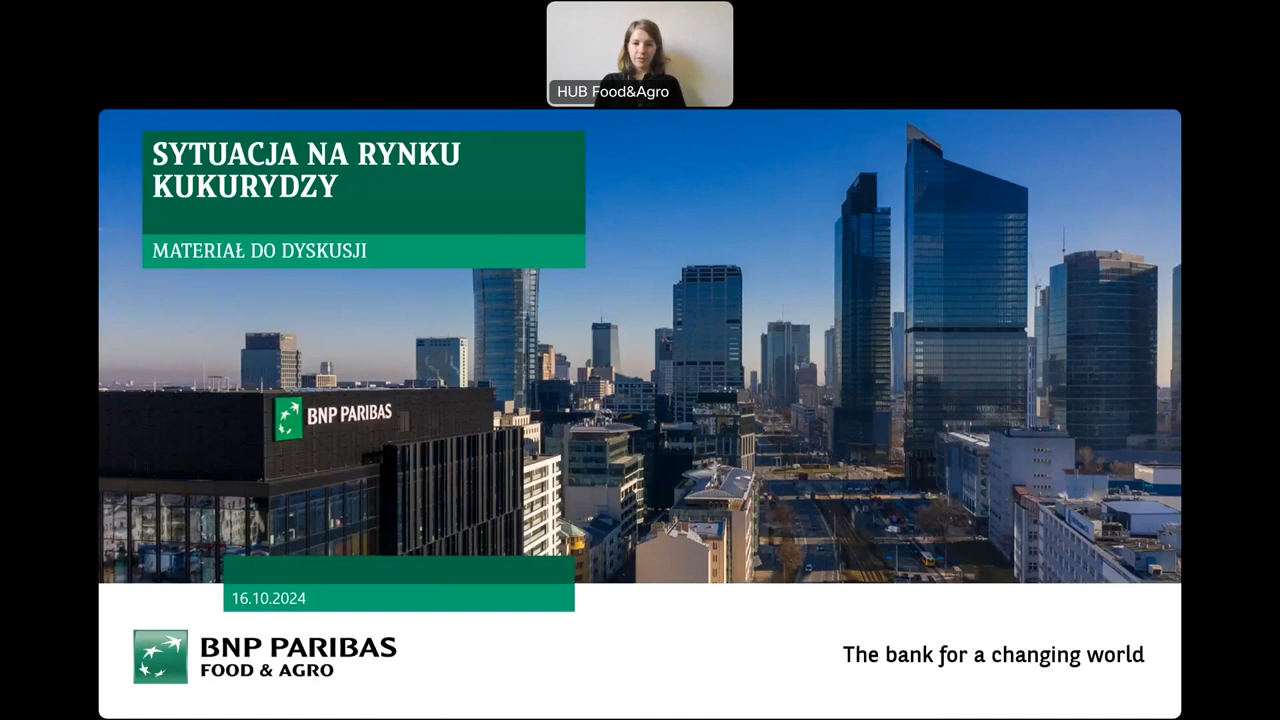 HUB Food&Agro
SYTUACJA NA RYNKU
KUKURYDZY
MATERIAŁ DO DYSKUSJI
BNP PARIBAS
16.10.2024
BNP PARIBAS
FOOD & AGRO
The bank for a changing world